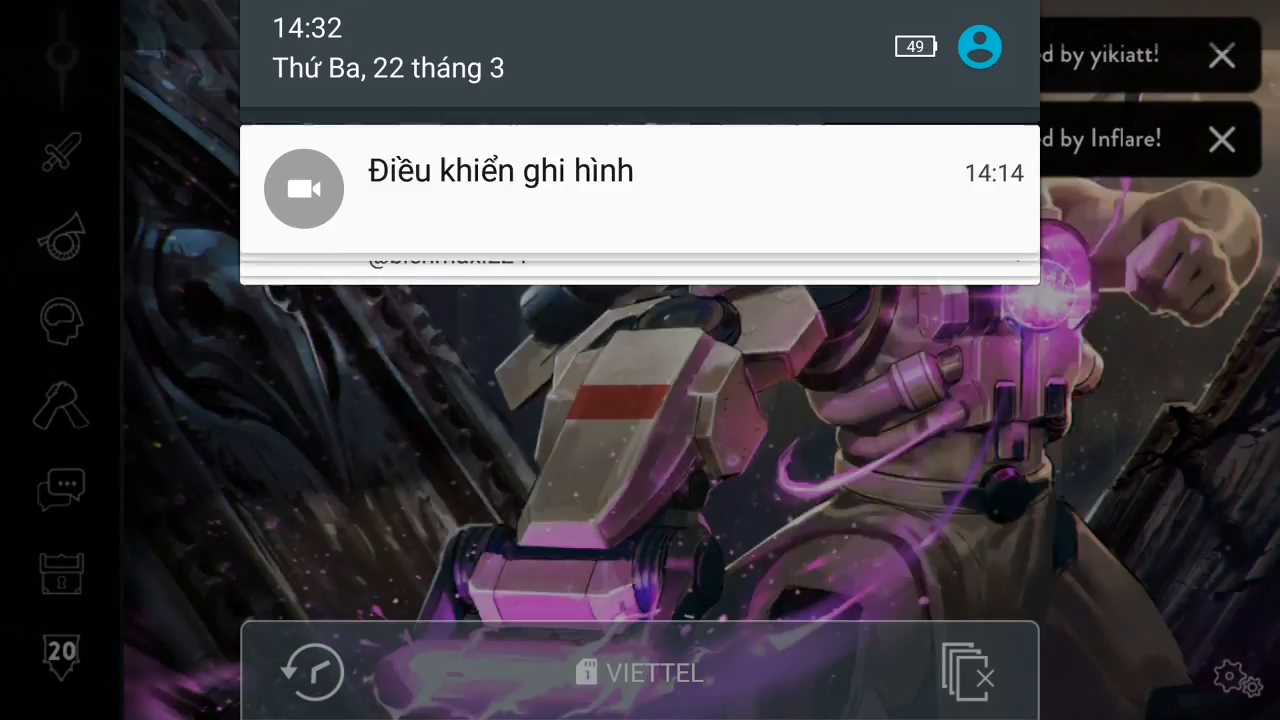 14:32
49
Thứ Ba, 22 tháng 3
d by yikiatt!
Điều khiển ghi hình
14:14
d by Inflare!
20
1 VIETTEL